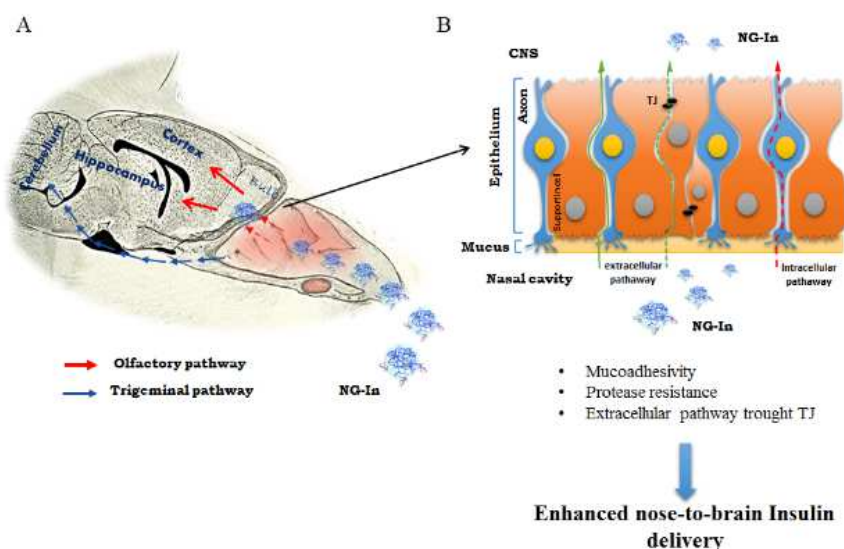 A
Cerebellum
Hippocampus
Cortex
Bulb
Olfactory pathway
Trigeminal pathway
NG-In
B
NG-In
CNS
TJ
Axon
Epithelium
Supporting cell
Mucus
Nasal cavity
extracellular
pathway
Intracellular
pathway
NG-In
• Mucoadhesivity
• Protease resistance
• Extracellular pathway trought TJ
Enhanced nose-to-brain Insulin
delivery